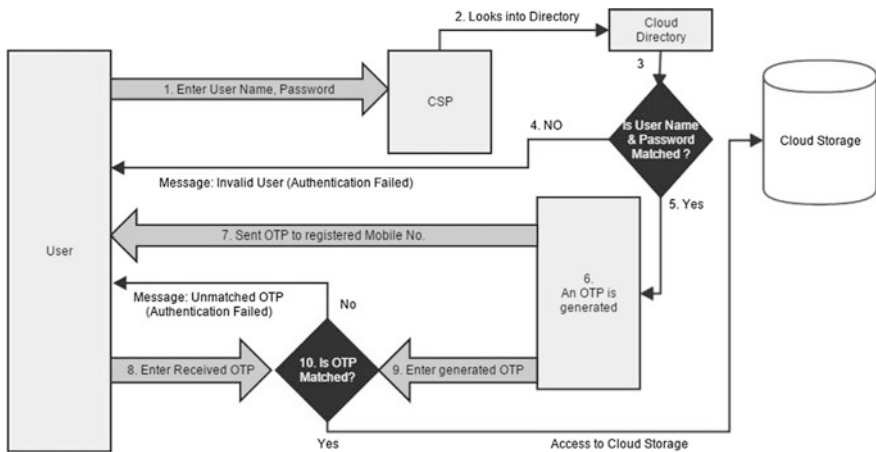 2. Looks into Directory
Cloud
Directory
1. Enter User Name, Password
CSP
3
Is User Name
& Password
Matched ?
4. NO
Cloud Storage
Message: Invalid User (Authentication Failed)
5. Yes
7. Sent OTP to registered Mobile No.
User
6.
An OTP is
generated
Message: Unmatched OTP
(Authentication Failed)
No
8. Enter Received OTP
10. Is OTP
Matched?
9. Enter generated OTP
Yes
Access to Cloud Storage